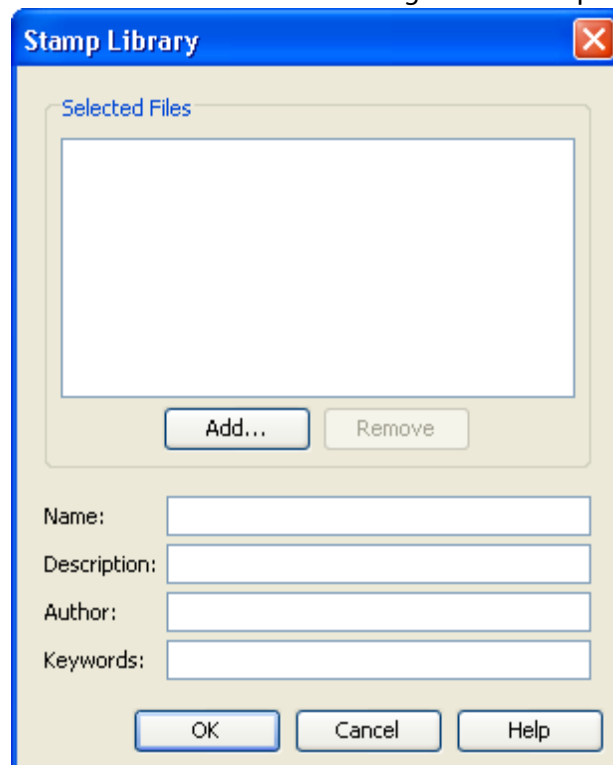 Stamp Library
Selected Files
Add... Remove
Name:
Description:
Author:
Keywords:
OK Cancel Help